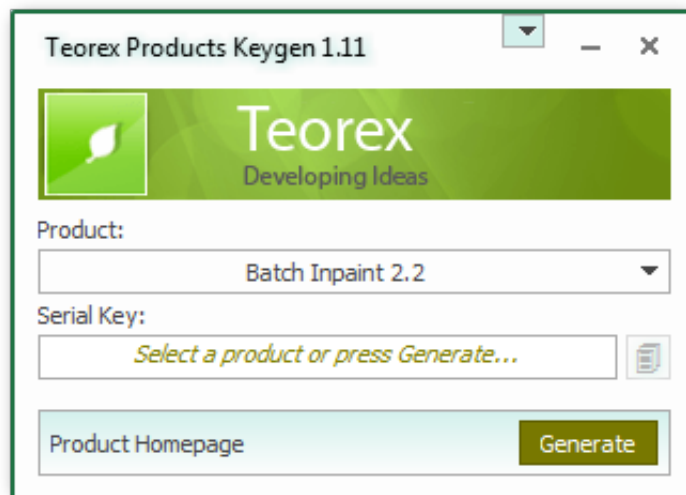 Teorex Products Keygen 1.11
Teorex
Developing Ideas
Product:
Batch Inpaint 2.2
Serial Key:
Select a product or press Generate...
Product Homepage
Generate